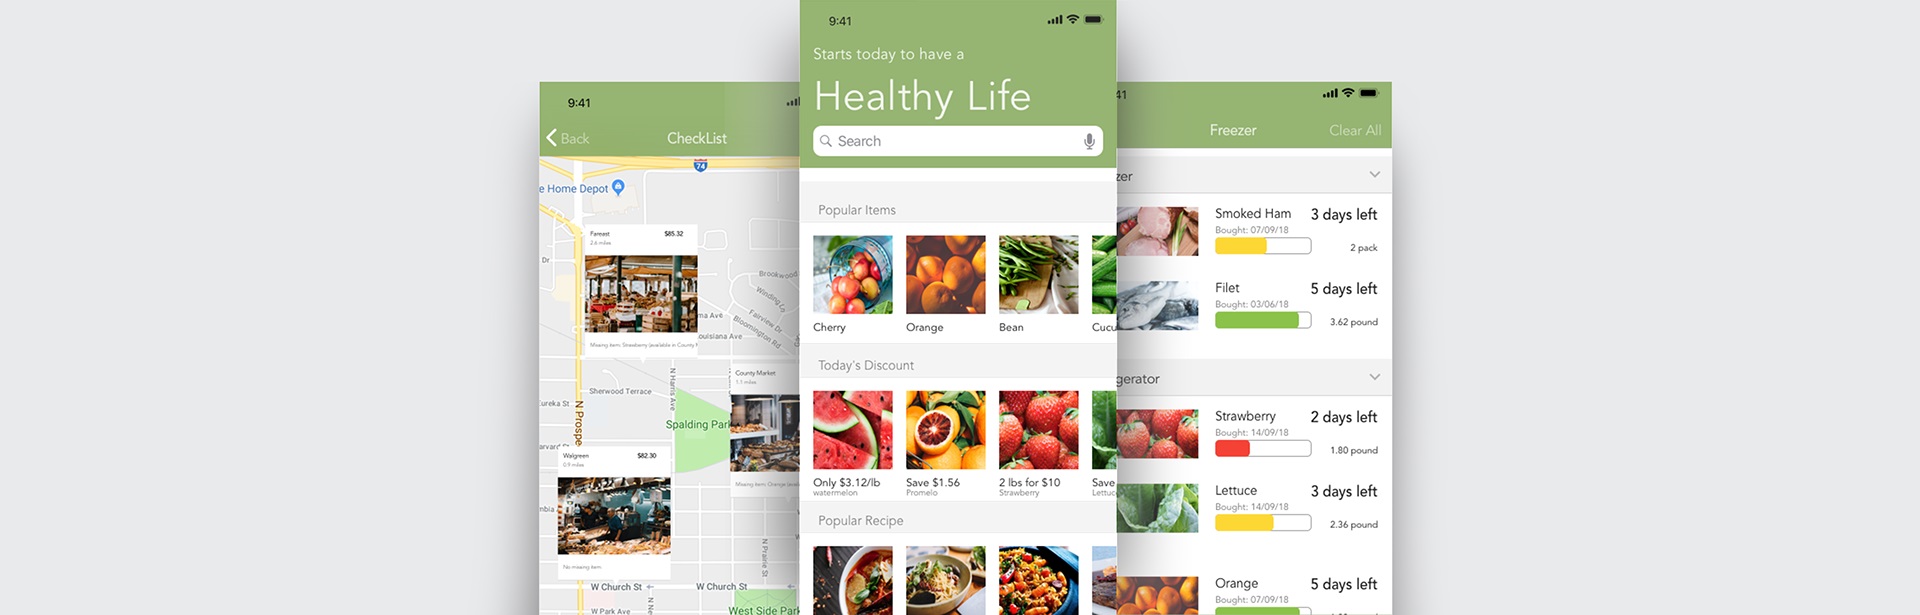 9:41
Back
CheckList
74
e Home Depot
Fareast
$85.32
2.6 miles
Dr
Brookwood
Winding Ln
Fairview Dr
Bloomington Rd
ma Ave
ouisiana Ave
Missing item: Strawberry (available in County M
N Harris Ave
Sherwood Terrace
County Market
1.1 miles
eureka St
N Prospe
Spalding Park
arvard St
Walgreen
$82.30
0.9 miles
Missing item: Orange (avail
mbia
No missing item
N Prairie St
W Church St
W Church St
N Ne
W Park Ave
West Side Park
9:41
Starts today to have a
Healthy Life
Search
Popular Items
Cherry
Orange
Bean
Cucu
Today's Discount
Only $3.12/lb
watermelon
Save $1.56
Promelo
2 lbs for $10
Strawberry
Save
Lettuc
Popular Recipe
41
Freezer
Clear All
zer
Smoked Ham
3 days left
Bought: 07/09/18
2 pack
Filet
5 days left
Bought: 03/06/18
3.62 pound
gerator
Strawberry
2 days left
Bought: 14/09/18
1.80 pound
Lettuce
3 days left
Bought: 14/09/18
2.36 pound
Orange
5 days left
Bought: 07/09/18